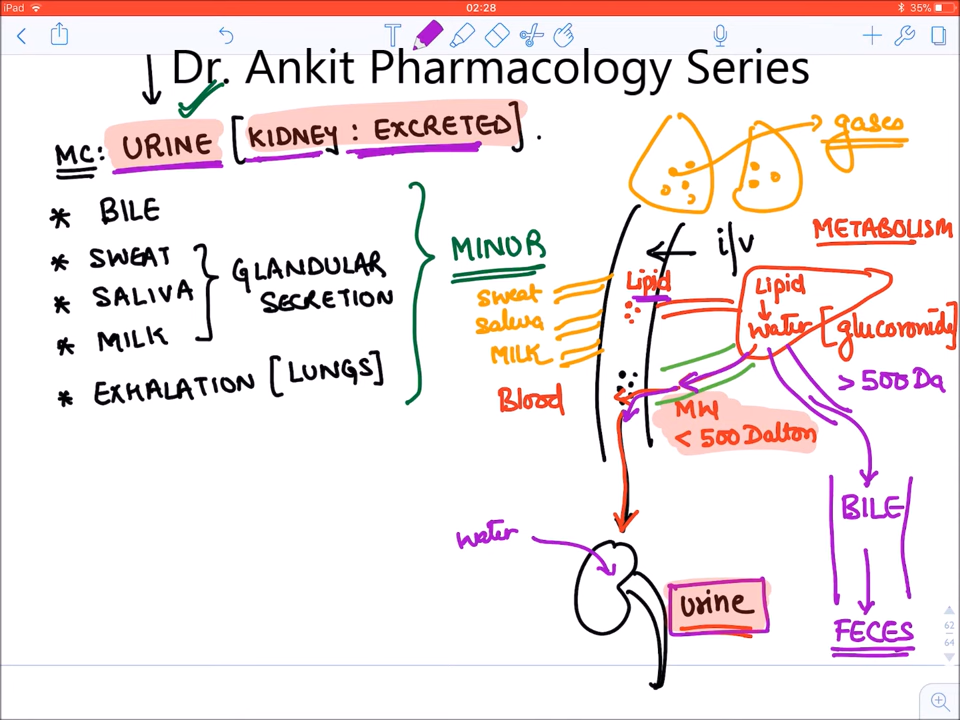 iPad
02:28
35%
T
Dr. Ankit Pharmacology Series
MC: URINE [KIDNEY : EXCRETED].
* BILE
* SWEAT
* SALIVA
* MILK
GLANDULAR
SECRETION
* EXHALATION [LUNGS]
MINOR
gases
METABOLISM
i/v
Lipid
Sweat
Saliva
MILK
Blood
Lipid
water [glucoronide]
> 500 Da
MW
< 500 Dalton
BILE
FECES
water
urine
62
64